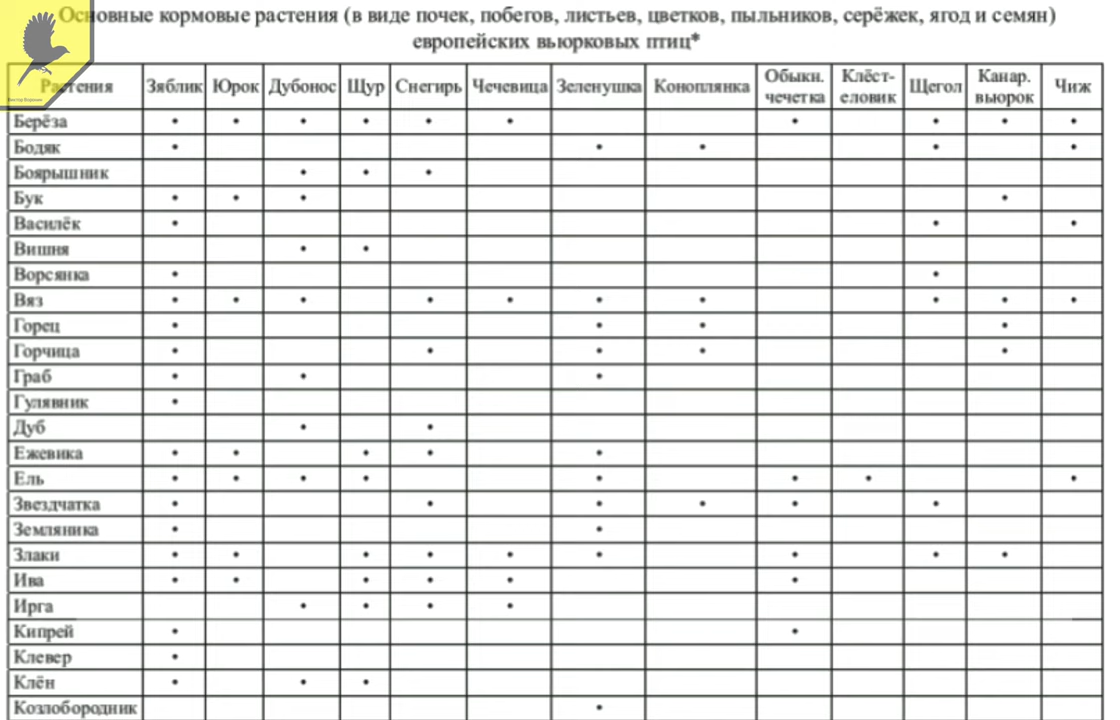 Основные кормовые растения (в виде почек, побегов, листьев, цветков, пыльников, серёжек, ягод и семян)
европейских вьюрковых птиц*
Растения Зяблик Юрок Дубонос Щур Снегирь Чечевица Зеленушка Коноплянка Обыкн. чечетка Клёст-еловик Щегол Канар. вьюрок Чиж
Берёза • • • • • • • • • •
Бодяк • • • • •
Боярышник • • •
Бук • • • •
Василёк • • •
Вишня • •
Ворсянка • •
Вяз • • • • • • • • • •
Горец • • • •
Горчица • • • • •
Граб • • •
Гулявник •
Дуб • •
Ежевика • • • • •
Ель • • • • • • • •
Звездчатка • • • • • •
Земляника • •
Злаки • • • • • • • • •
Ива • • • • • •
Ирга • • • •
Кипрей • •
Клевер •
Клён • • •
Козлобородник •